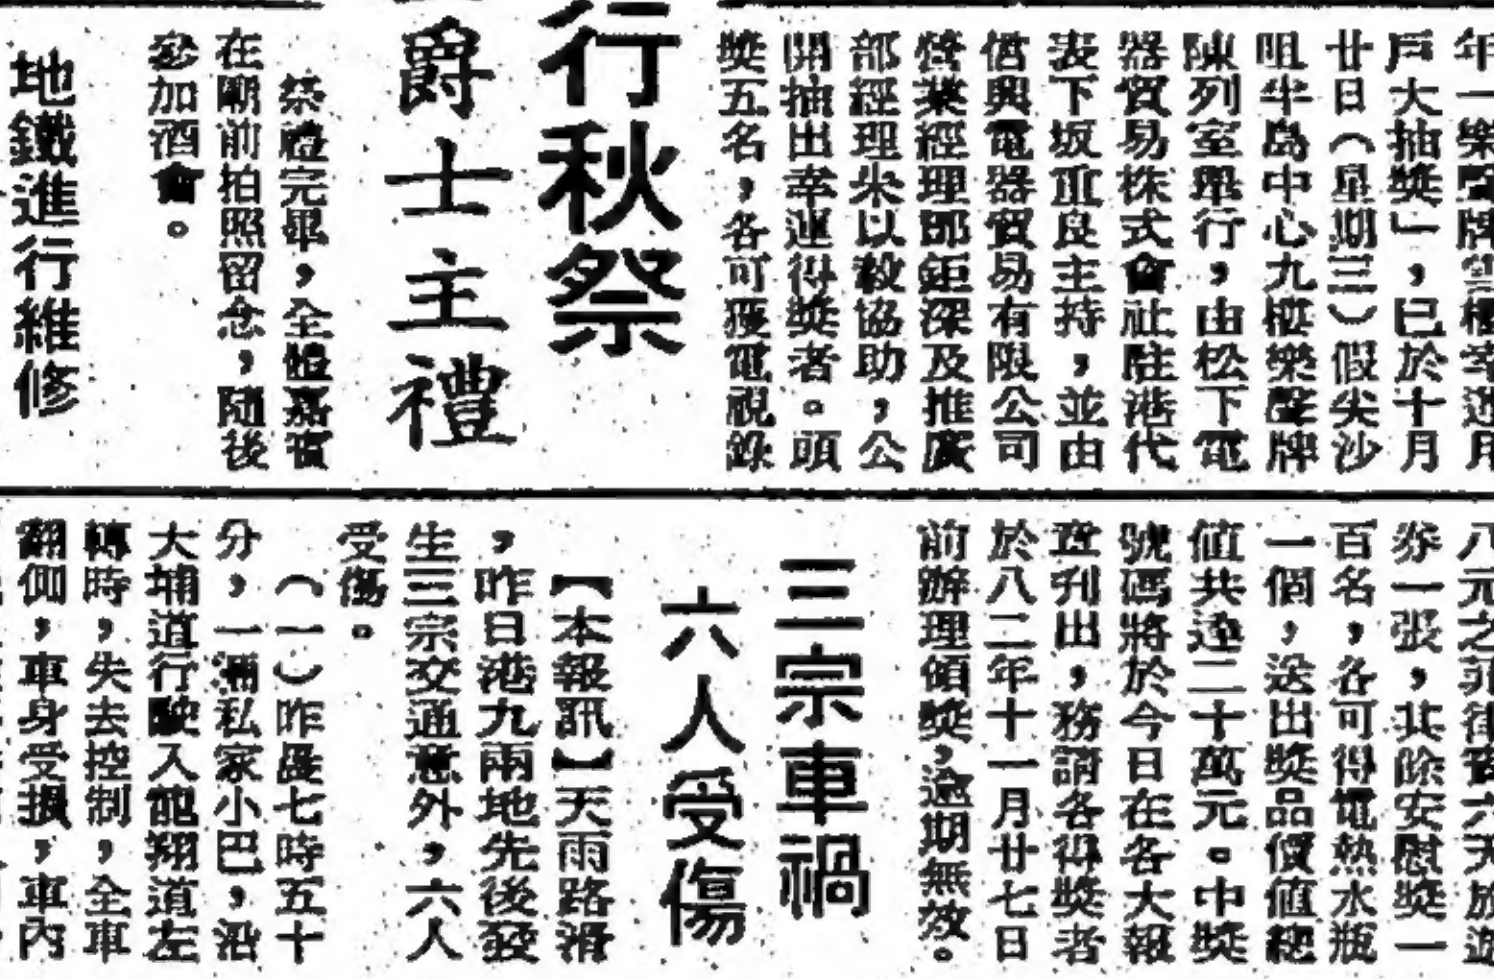 戶大抽獎」，已於十月
廿日（星期三）假尖沙
咀半島中心九樓樂聲牌
陳列室舉行，由松下電
器貿易株式會社駐港代
表下坂重良主持，並由
信興電器貿易有限公司
營業經理鄧鉅深及推廣
部經理朱以毅協助，公
開抽出幸運得獎者。頭
獎五名，各可獲電視錄
行秋祭
爵士主禮
祭禮完畢，全體嘉賓
在廟前拍照留念，隨後
參加酒會。
地鐵進行維修
券一張，其除安慰獎一
百名，各可得電熱水瓶
一個，送出獎品價值總
值共達二十萬元。中獎
號碼將於今日在各大報
章刊出，務請各得獎者
於八二年十一月廿七日
前辦理領獎，逾期無效。
三宗車禍
六人受傷
【本報訊】天雨路滑
，昨日港九兩地先後發
生三宗交通意外，六人
受傷。
（一）昨晨七時五十
分，一輛私家小巴，沿
大埔道行駛入龍翔道左
轉時，失去控制，全車
翻側，車身受損，車內